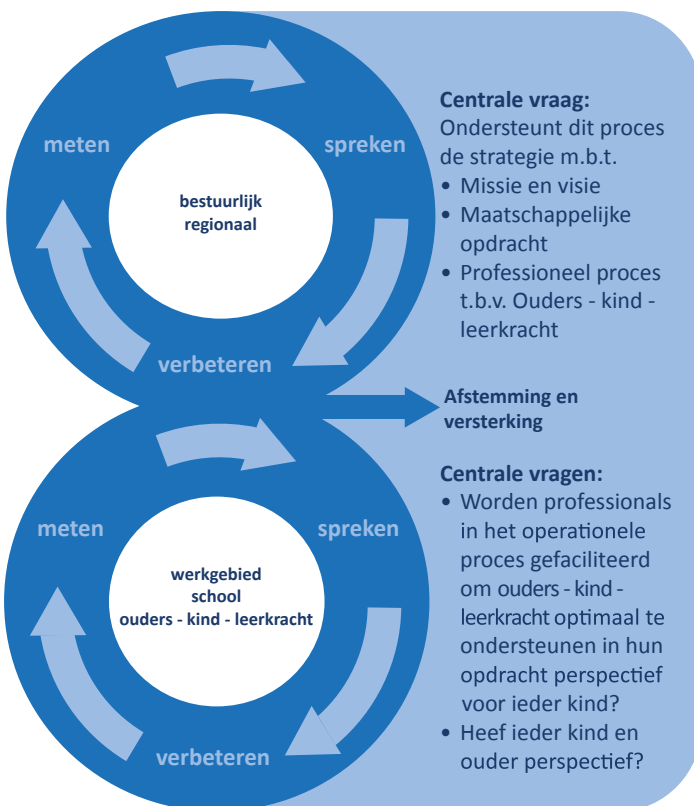 meten
spreken
bestuurlijk
regionaal
verbeteren
Centrale vraag:
Ondersteunt dit proces
de strategie m.b.t.
• Missie en visie
• Maatschappelijke
opdracht
• Professioneel proces
t.b.v. Ouders - kind -
leerkracht
Afstemming en
versterking
meten
spreken
werkgebied
school
ouders - kind - leerkracht
verbeteren
Centrale vragen:
• Worden professionals
in het operationele
proces gefaciliteerd
om ouders - kind -
leerkracht optimaal te
ondersteunen in hun
opdracht perspectief
voor ieder kind?
• Heef ieder kind en
ouder perspectief?